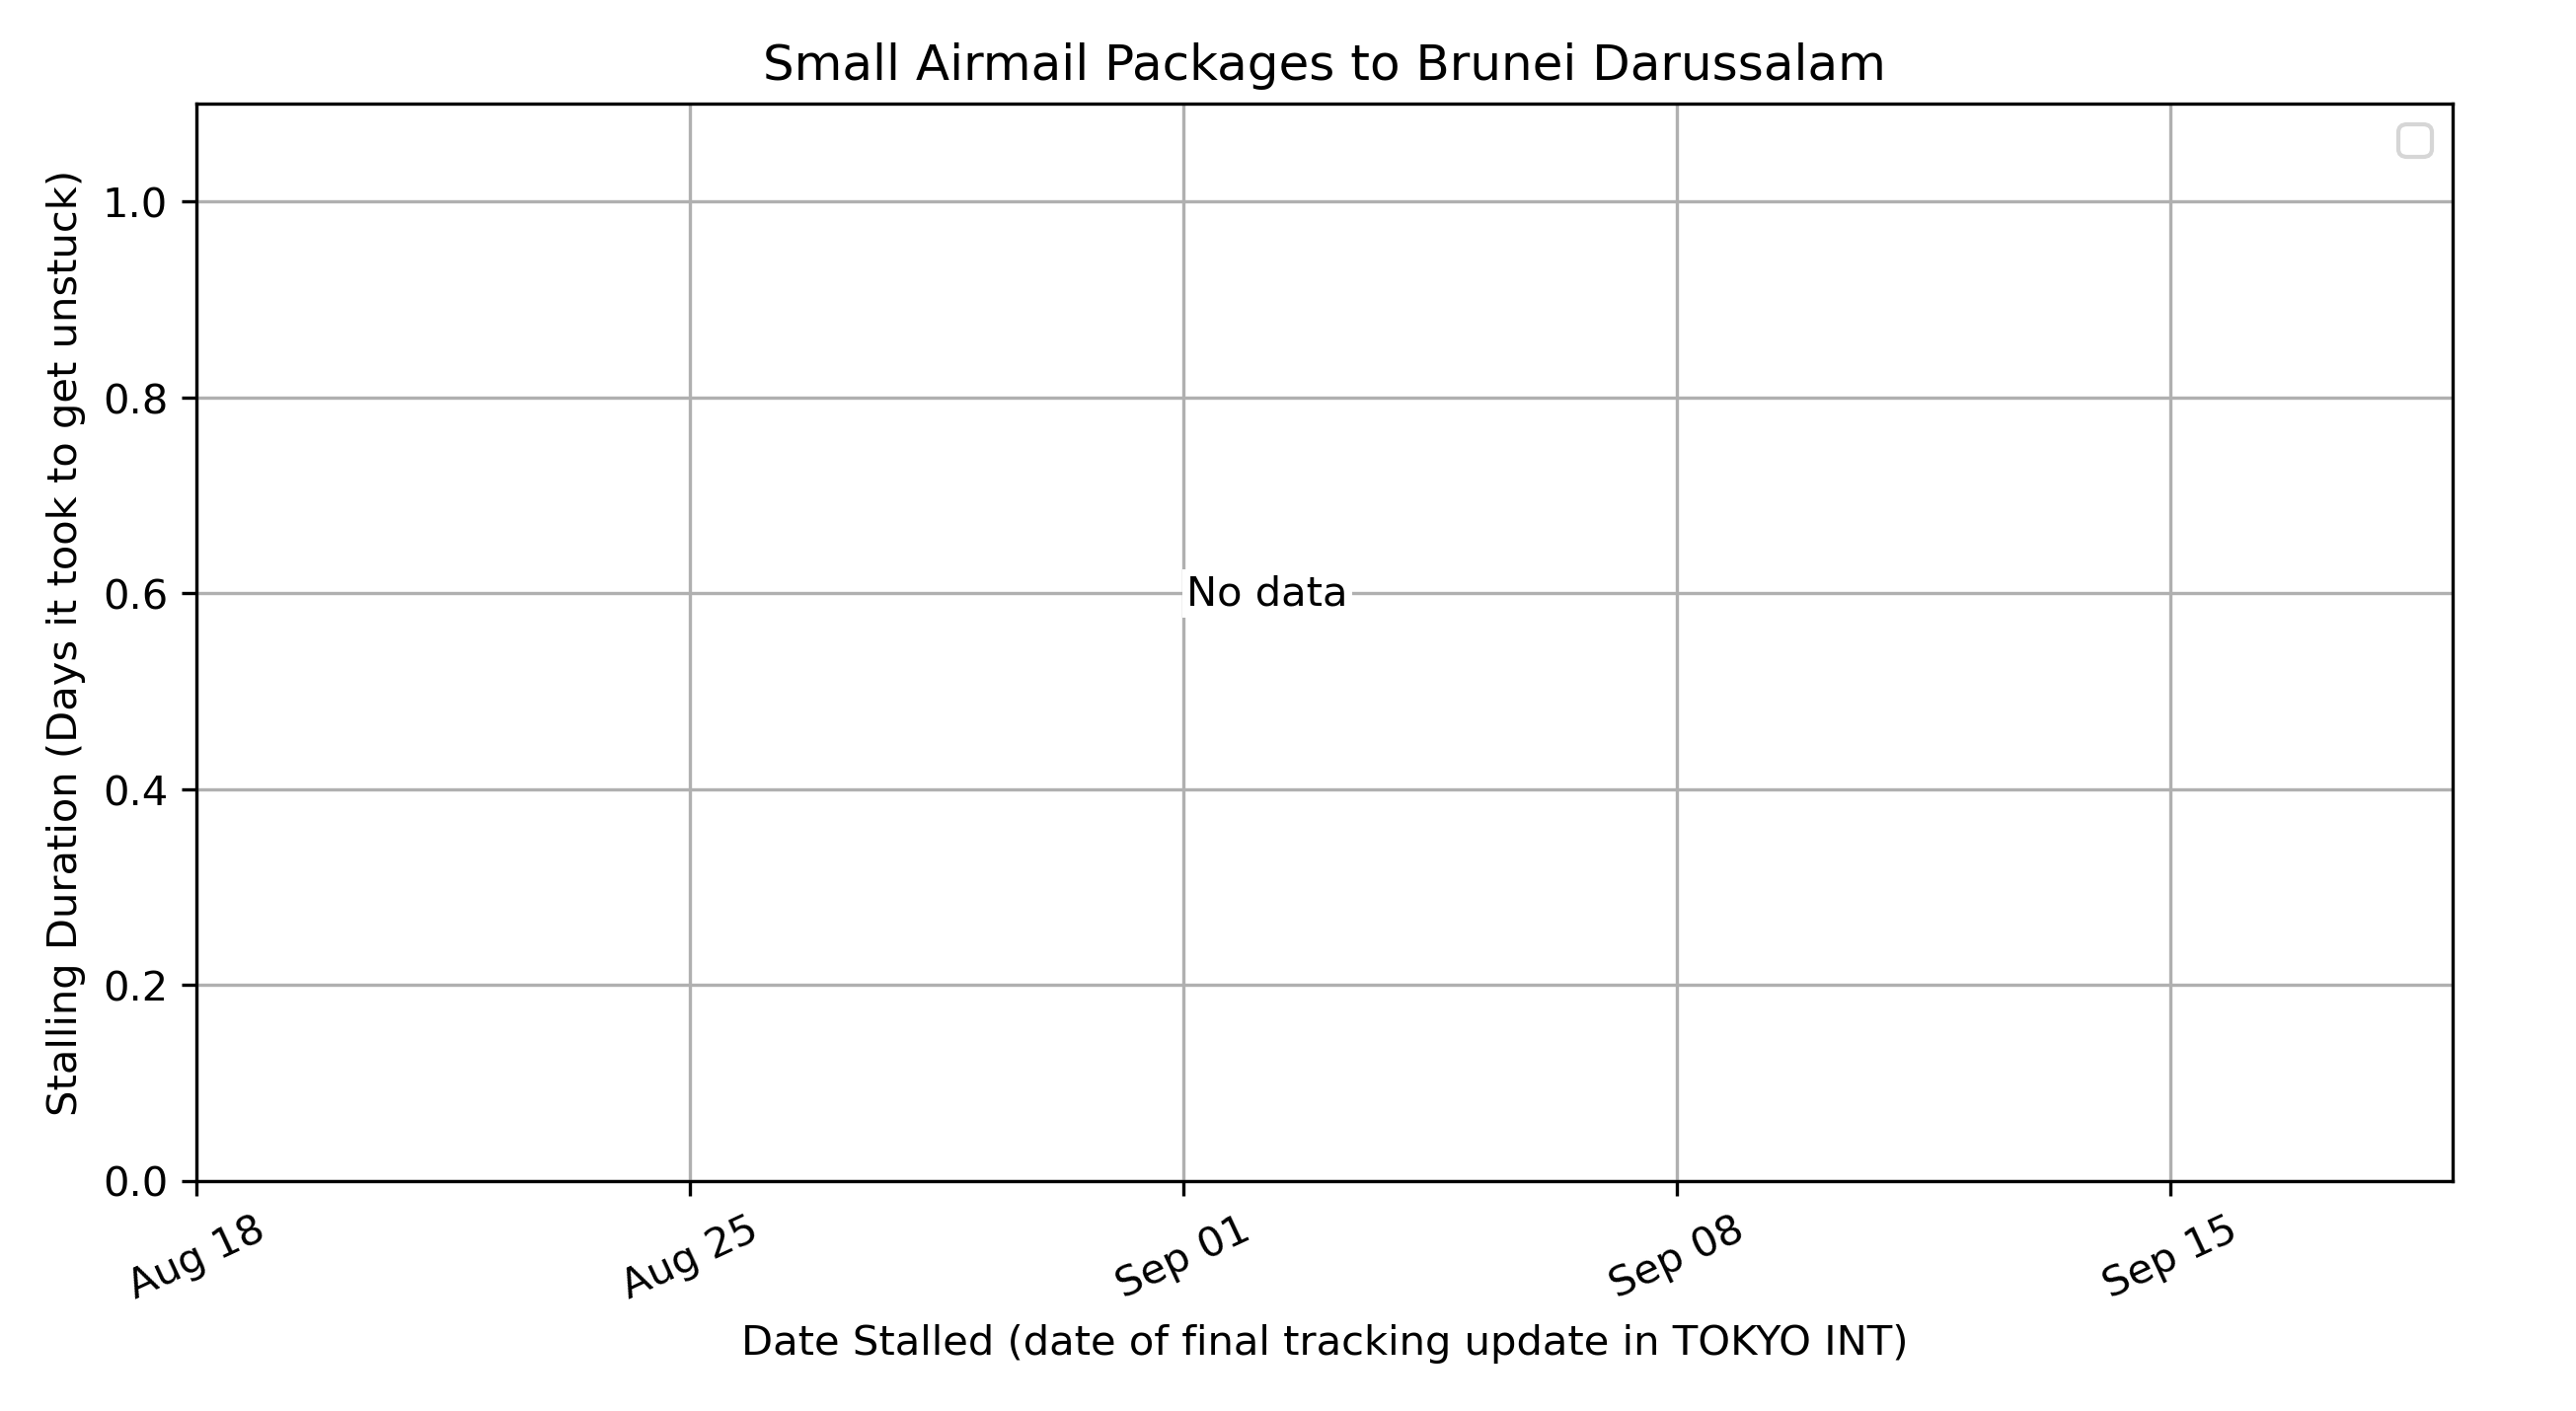 Small Airmail Packages to Brunei Darussalam
Stalling Duration (Days it took to get unstuck)
1.0
0.8
0.6
0.4
0.2
0.0
No data
Aug 18
Aug 25
Sep 01
Sep 08
Sep 15
Date Stalled (date of final tracking update in TOKYO INT)